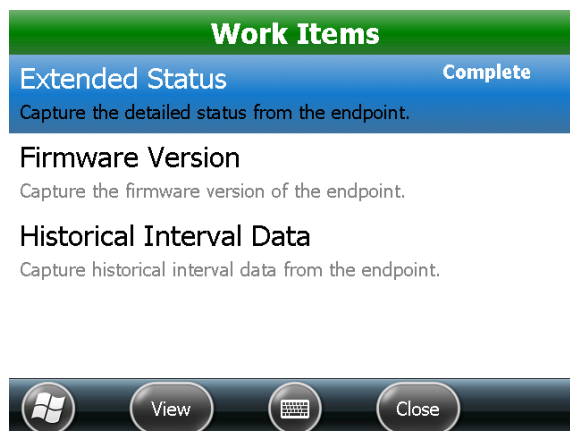 Work Items
Extended Status Complete
Capture the detailed status from the endpoint.
Firmware Version
Capture the firmware version of the endpoint.
Historical Interval Data
Capture historical interval data from the endpoint.
View Close